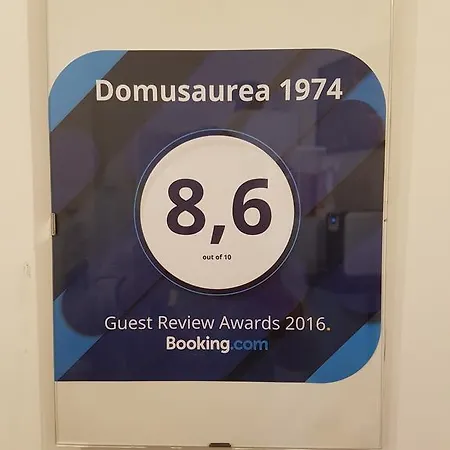 Domusaurea 1974
8,6
out of 10
Guest Review Awards 2016.
Booking.com